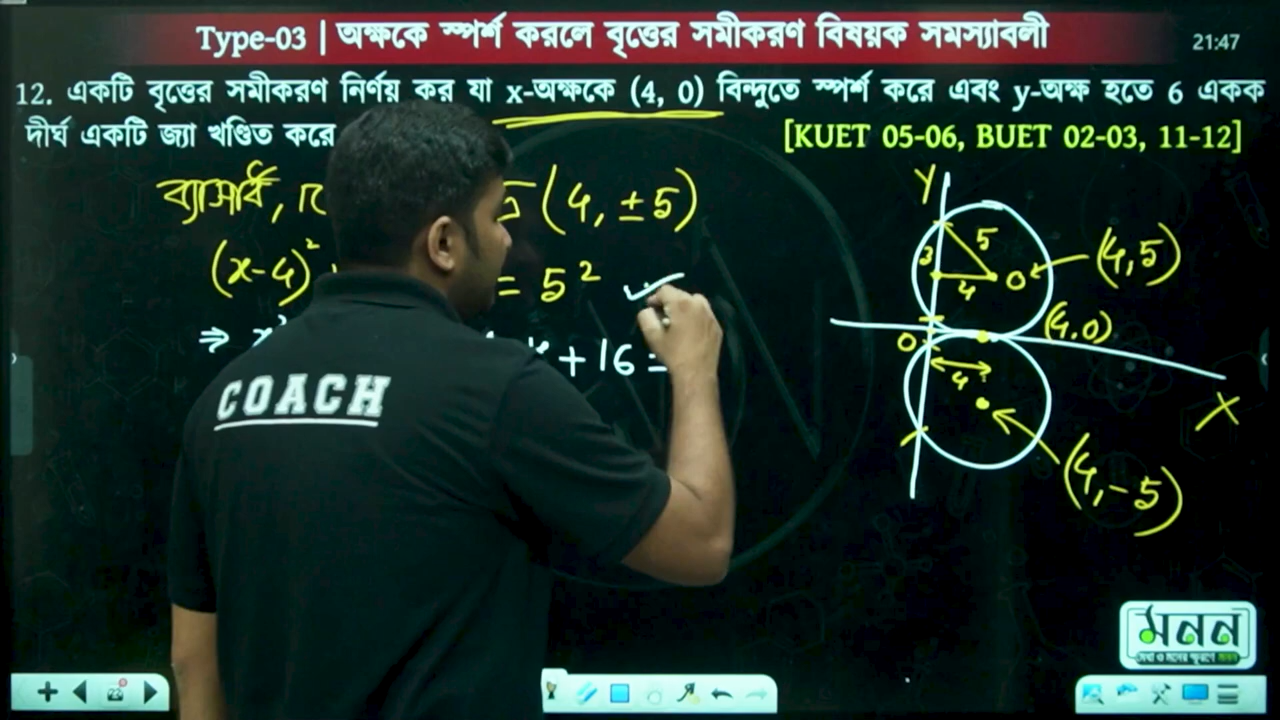 Type-03 | অক্ষকে স্পর্শ করলে বৃত্তের সমীকরণ বিষয়ক সমস্যাবলী
21:47
12. একটি বৃত্তের সমীকরণ নির্ণয় কর যা x-অক্ষকে (4, 0) বিন্দুতে স্পর্শ করে এবং y-অক্ষ হতে 6 একক
দীর্ঘ একটি জ্যা খণ্ডিত করে
[KUET 05-06, BUET 02-03, 11-12]
ব্যাসার্ধ, (4, ±5)
(x-4)² = 5²
⇒ + 16 =
Y
3
5
4
(4,5)
(4.0)
O
4
X
(4,-5)
COACH
মনন